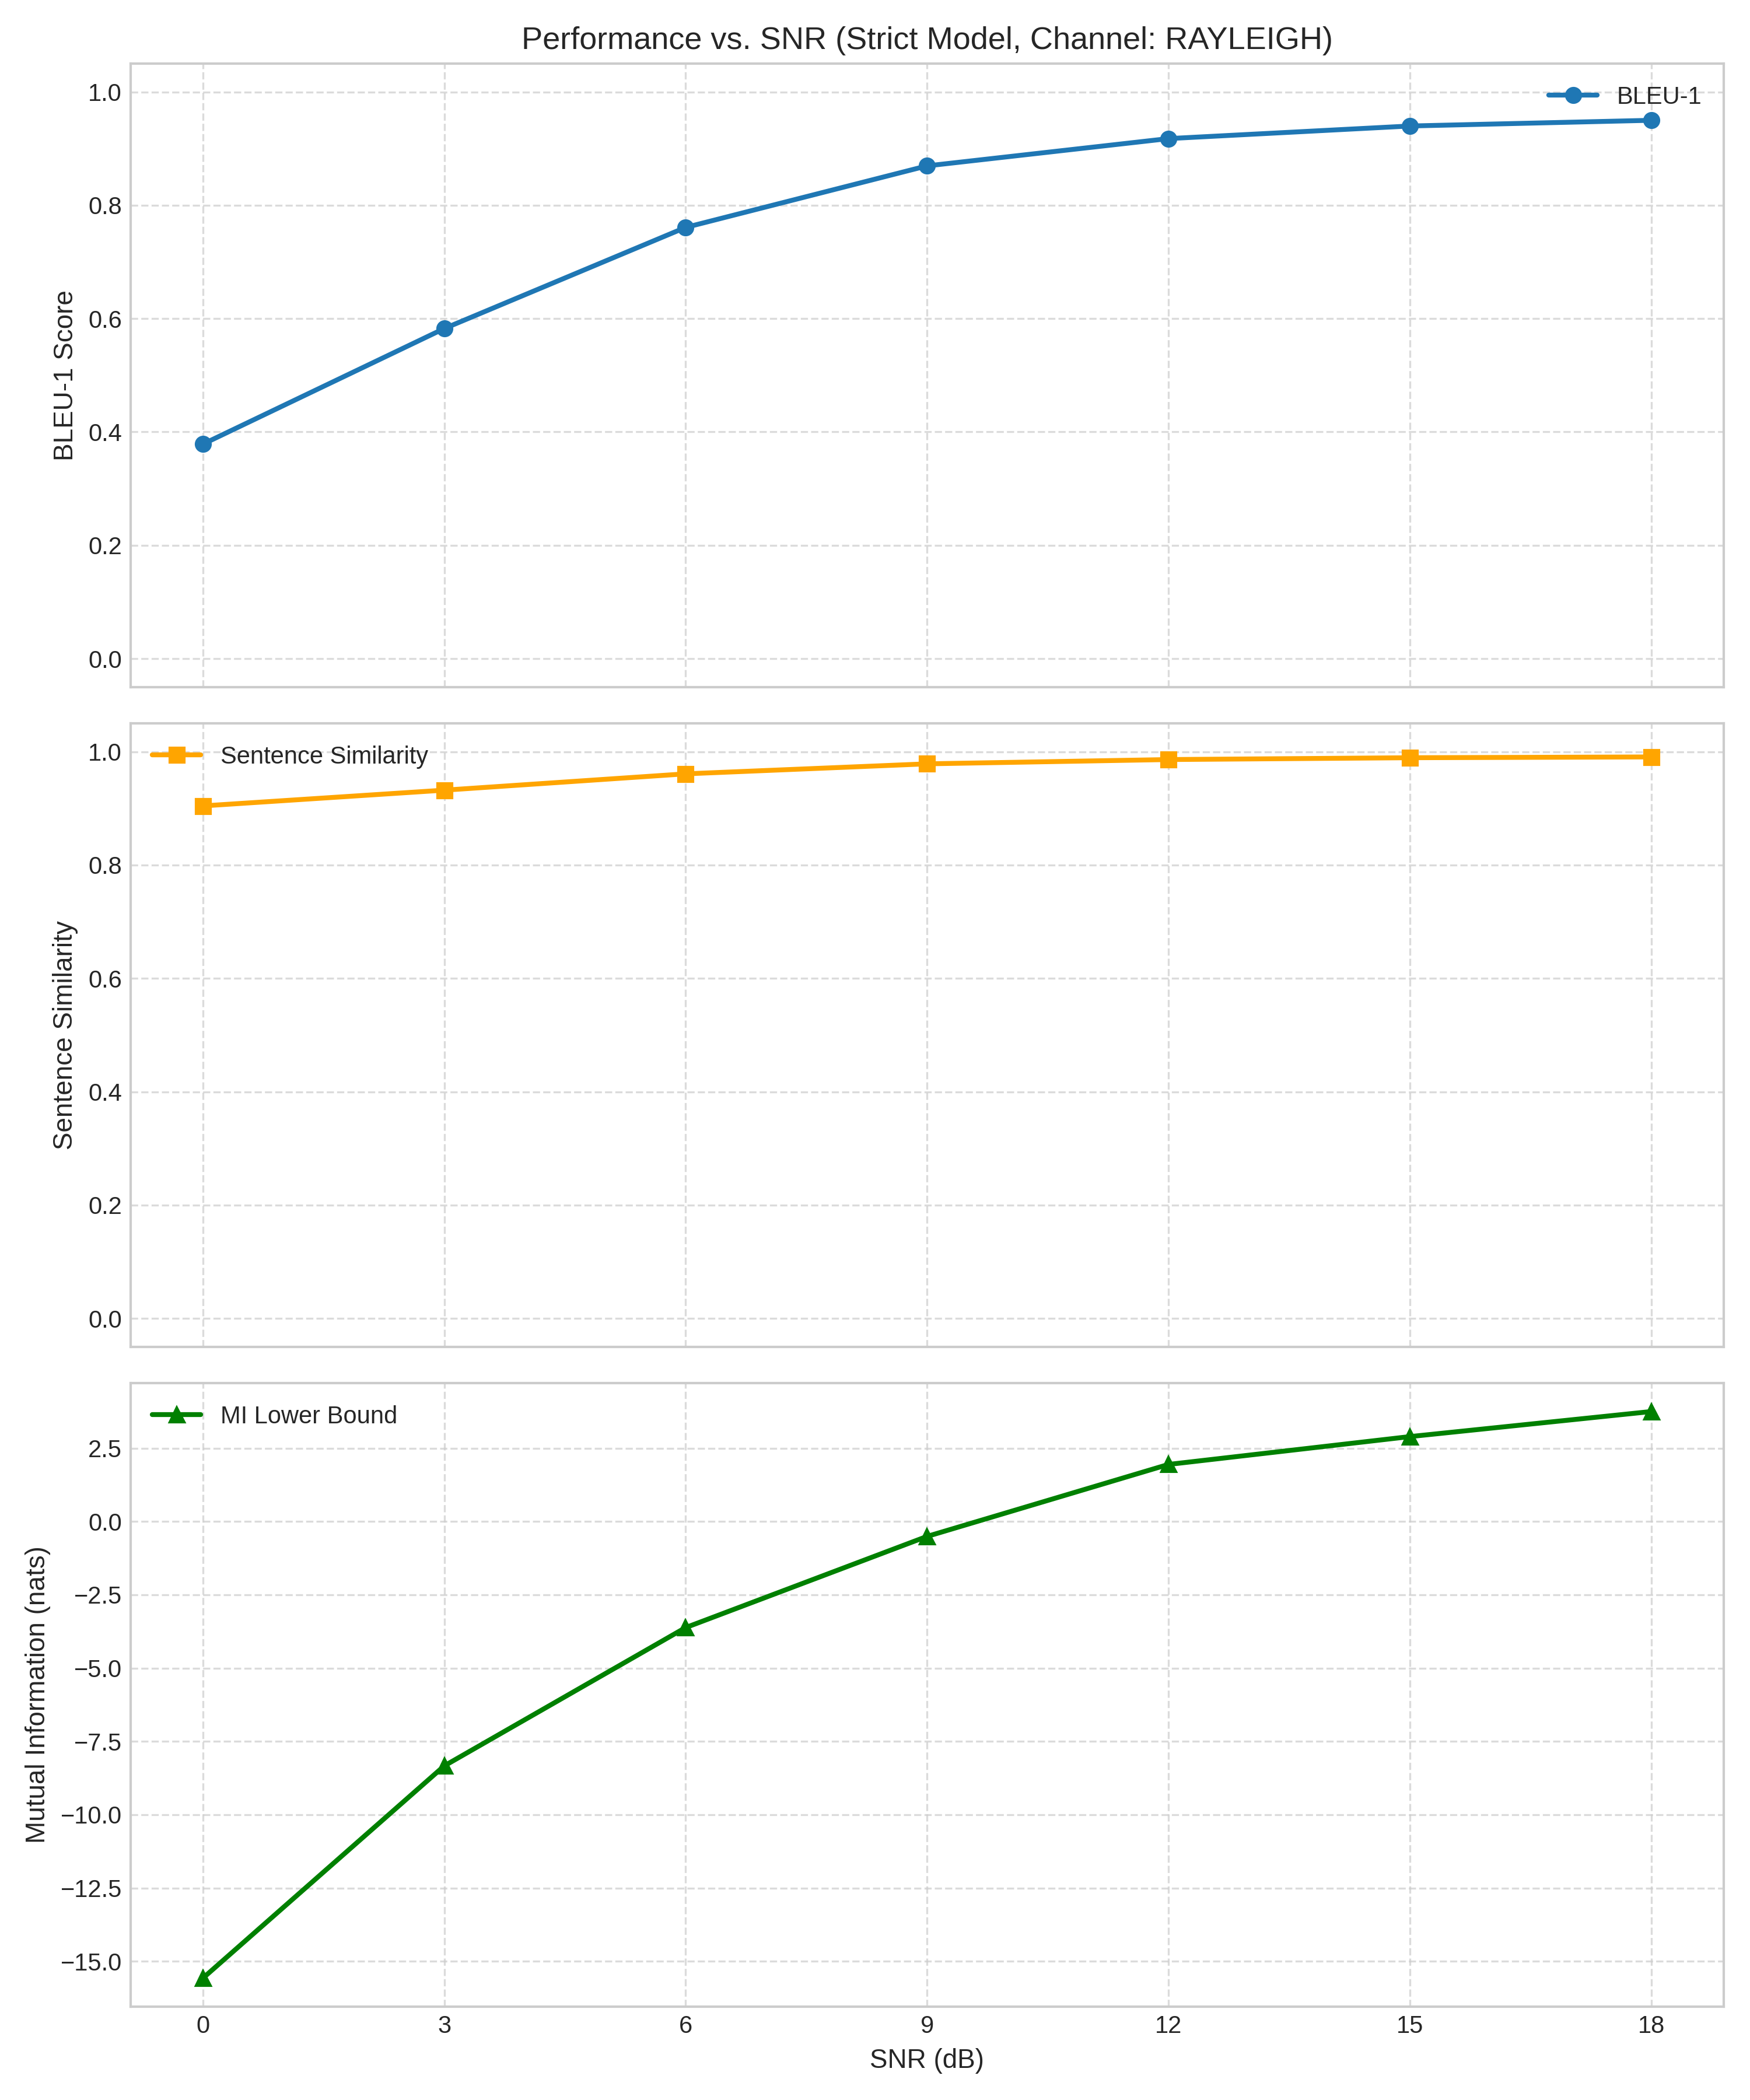 Performance vs. SNR (Strict Model, Channel: RAYLEIGH)
BLEU-1 Score
1.0
0.8
0.6
0.4
0.2
0.0
BLEU-1
Sentence Similarity
1.0
0.8
0.6
0.4
0.2
0.0
Sentence Similarity
Mutual Information (nats)
2.5
0.0
−2.5
−5.0
−7.5
−10.0
−12.5
−15.0
MI Lower Bound
0 3 6 9 12 15 18
SNR (dB)